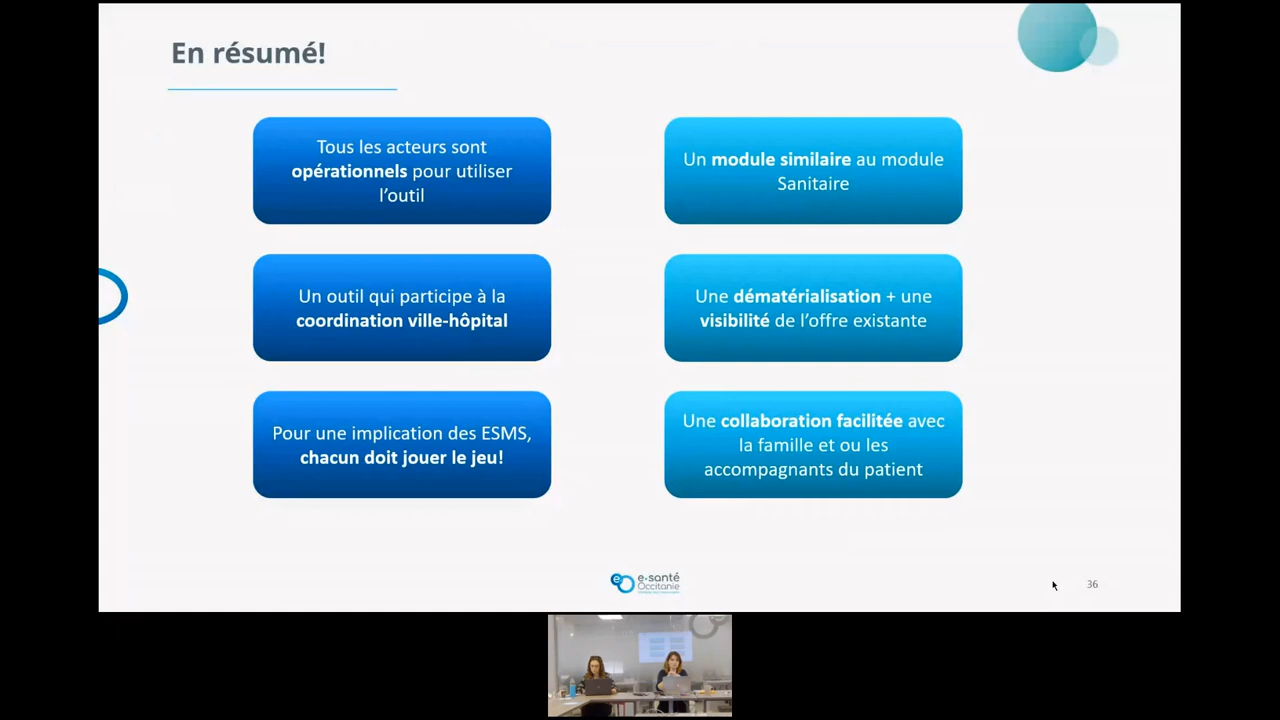 En résumé!
Tous les acteurs sont
opérationnels pour utiliser
l’outil
Un module similaire au module
Sanitaire
Un outil qui participe à la
coordination ville-hôpital
Une dématérialisation + une
visibilité de l’offre existante
Pour une implication des ESMS,
chacun doit jouer le jeu!
Une collaboration facilitée avec
la famille et ou les
accompagnants du patient
e-santé
Occitanie
36